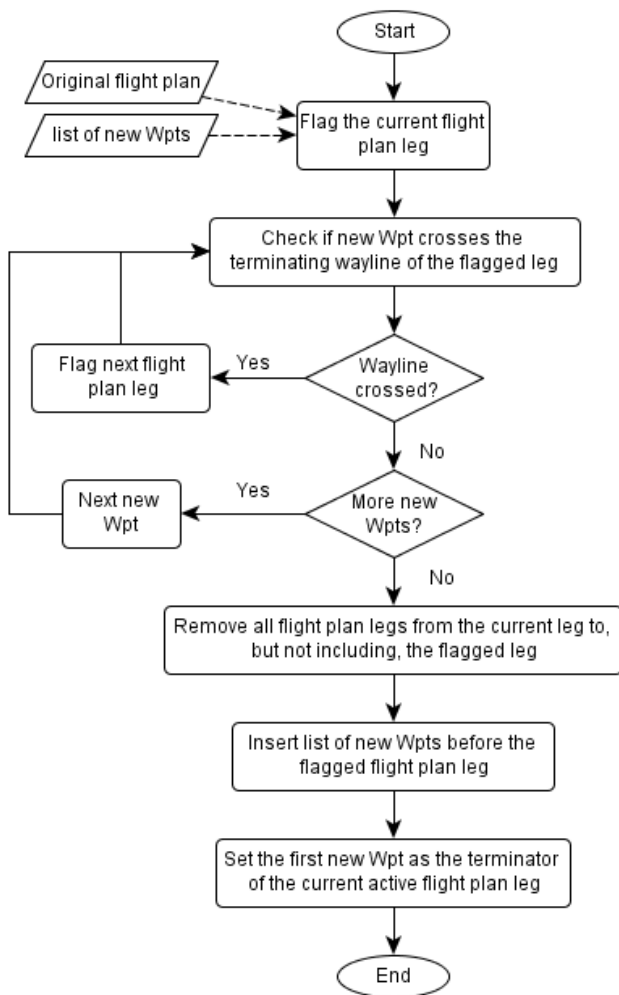 Start
Original flight plan
list of new Wpts
Flag the current flight
plan leg
Check if new Wpt crosses the
terminating wayline of the flagged leg
Flag next flight
plan leg
Yes
Wayline
crossed?
No
Next new
Wpt
Yes
More new
Wpts?
No
Remove all flight plan legs from the current leg to,
but not including, the flagged leg
Insert list of new Wpts before the
flagged flight plan leg
Set the first new Wpt as the terminator
of the current active flight plan leg
End